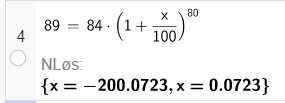 4
89 = 84 · (1 + x/100)^80
NLøs:
{x = −200.0723, x = 0.0723}